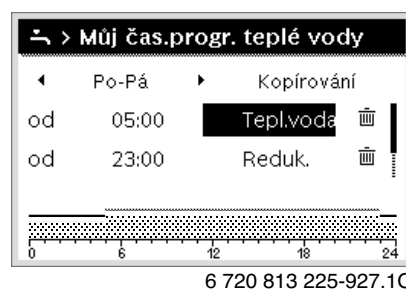 > Můj čas.progr. teplé vody
Po-Pá Kopírování
od 05:00 Tepl.voda
od 23:00 Reduk.
0 6 12 18 24
6 720 813 225-927.1O